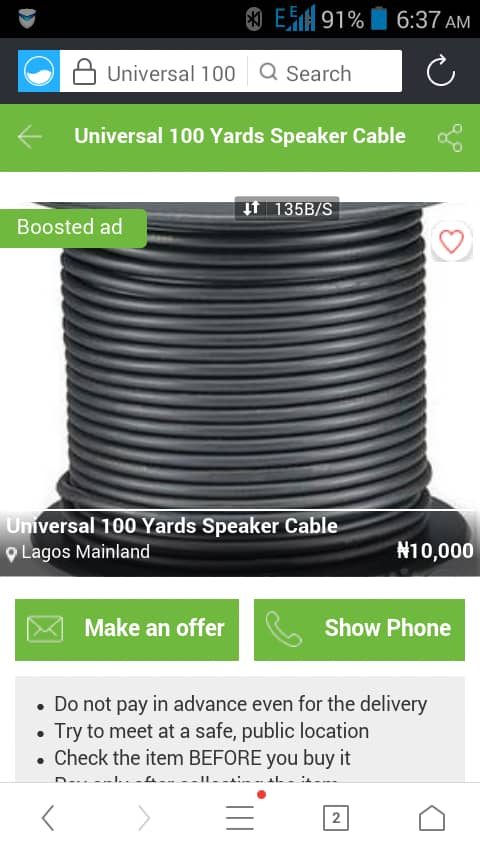 E E 91% 6:37 AM
Universal 100 Search
Universal 100 Yards Speaker Cable
135B/S
Boosted ad
Universal 100 Yards Speaker Cable
Lagos Mainland ₦10,000
Make an offer Show Phone
• Do not pay in advance even for the delivery
• Try to meet at a safe, public location
• Check the item BEFORE you buy it
2